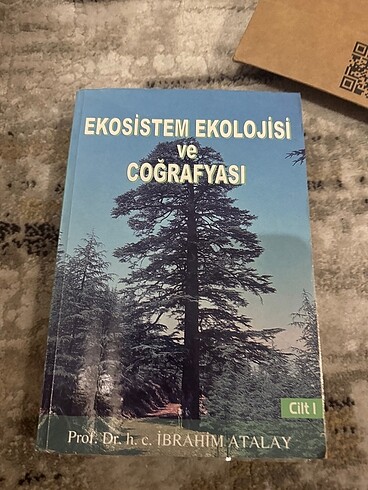 EKOSİSTEM EKOLOJİSİ
ve
COĞRAFYASI
Cilt I
Prof. Dr. h. c. İBRAHİM ATALAY